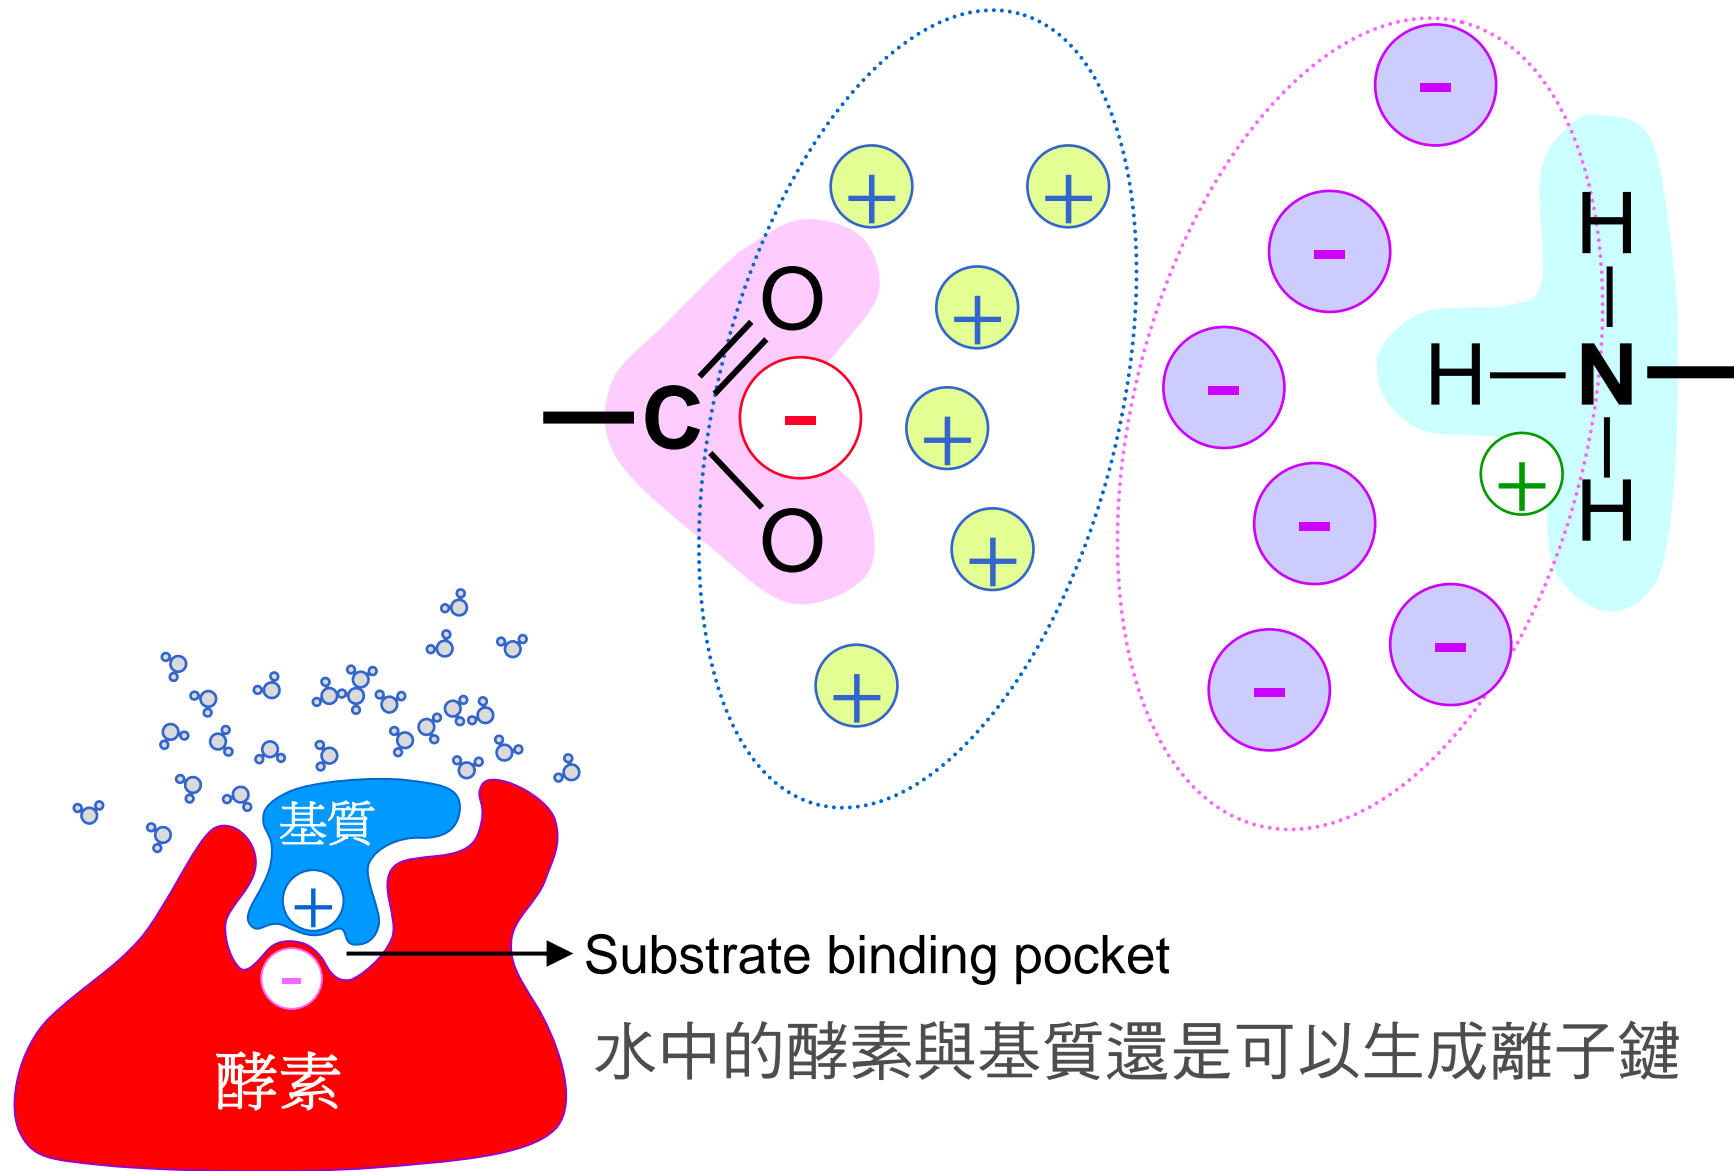 +
+
-
-
+
-
+
-
+
-
+
+
-
-
-
O
C
O
H
H
N
H
基質
+
-
Substrate binding pocket
水中的酵素與基質還是可以生成離子鍵
酵素